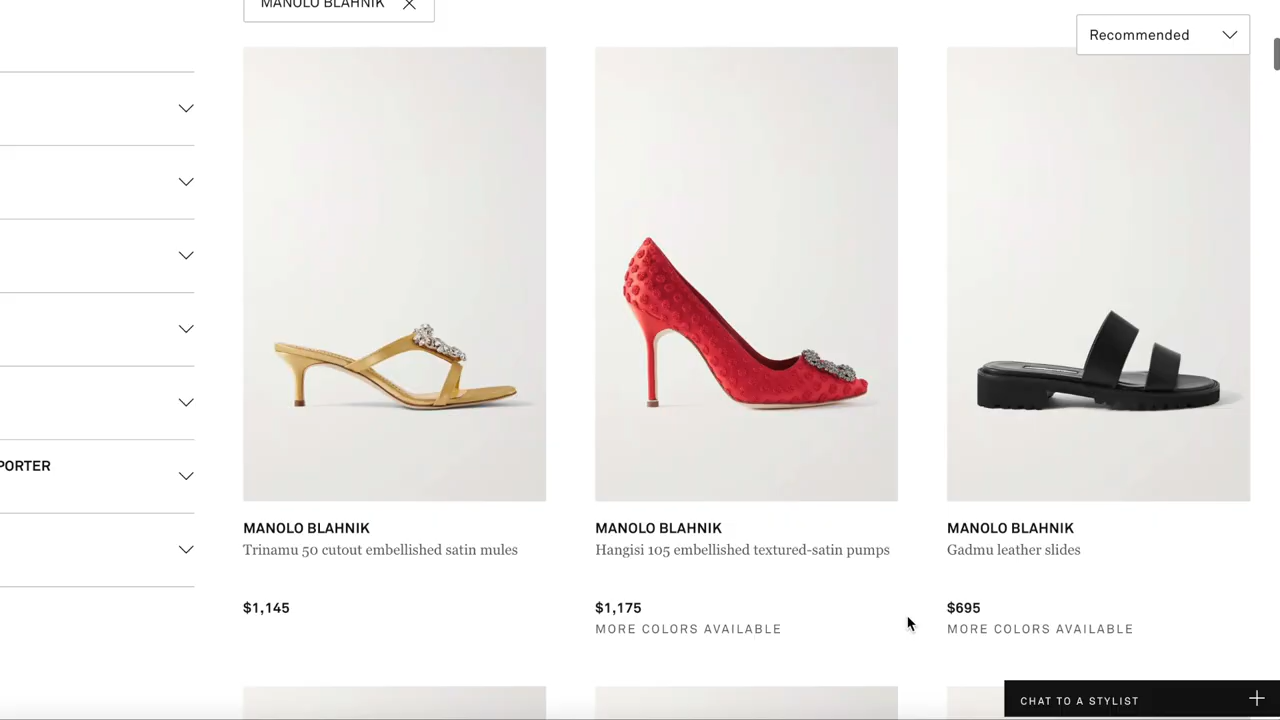 MANOLO BLAHNIK
Recommended
PORTER
MANOLO BLAHNIK
Trinamu 50 cutout embellished satin mules
$1,145
MANOLO BLAHNIK
Hangisi 105 embellished textured-satin pumps
$1,175
MORE COLORS AVAILABLE
MANOLO BLAHNIK
Gadmu leather slides
$695
MORE COLORS AVAILABLE
CHAT TO A STYLIST